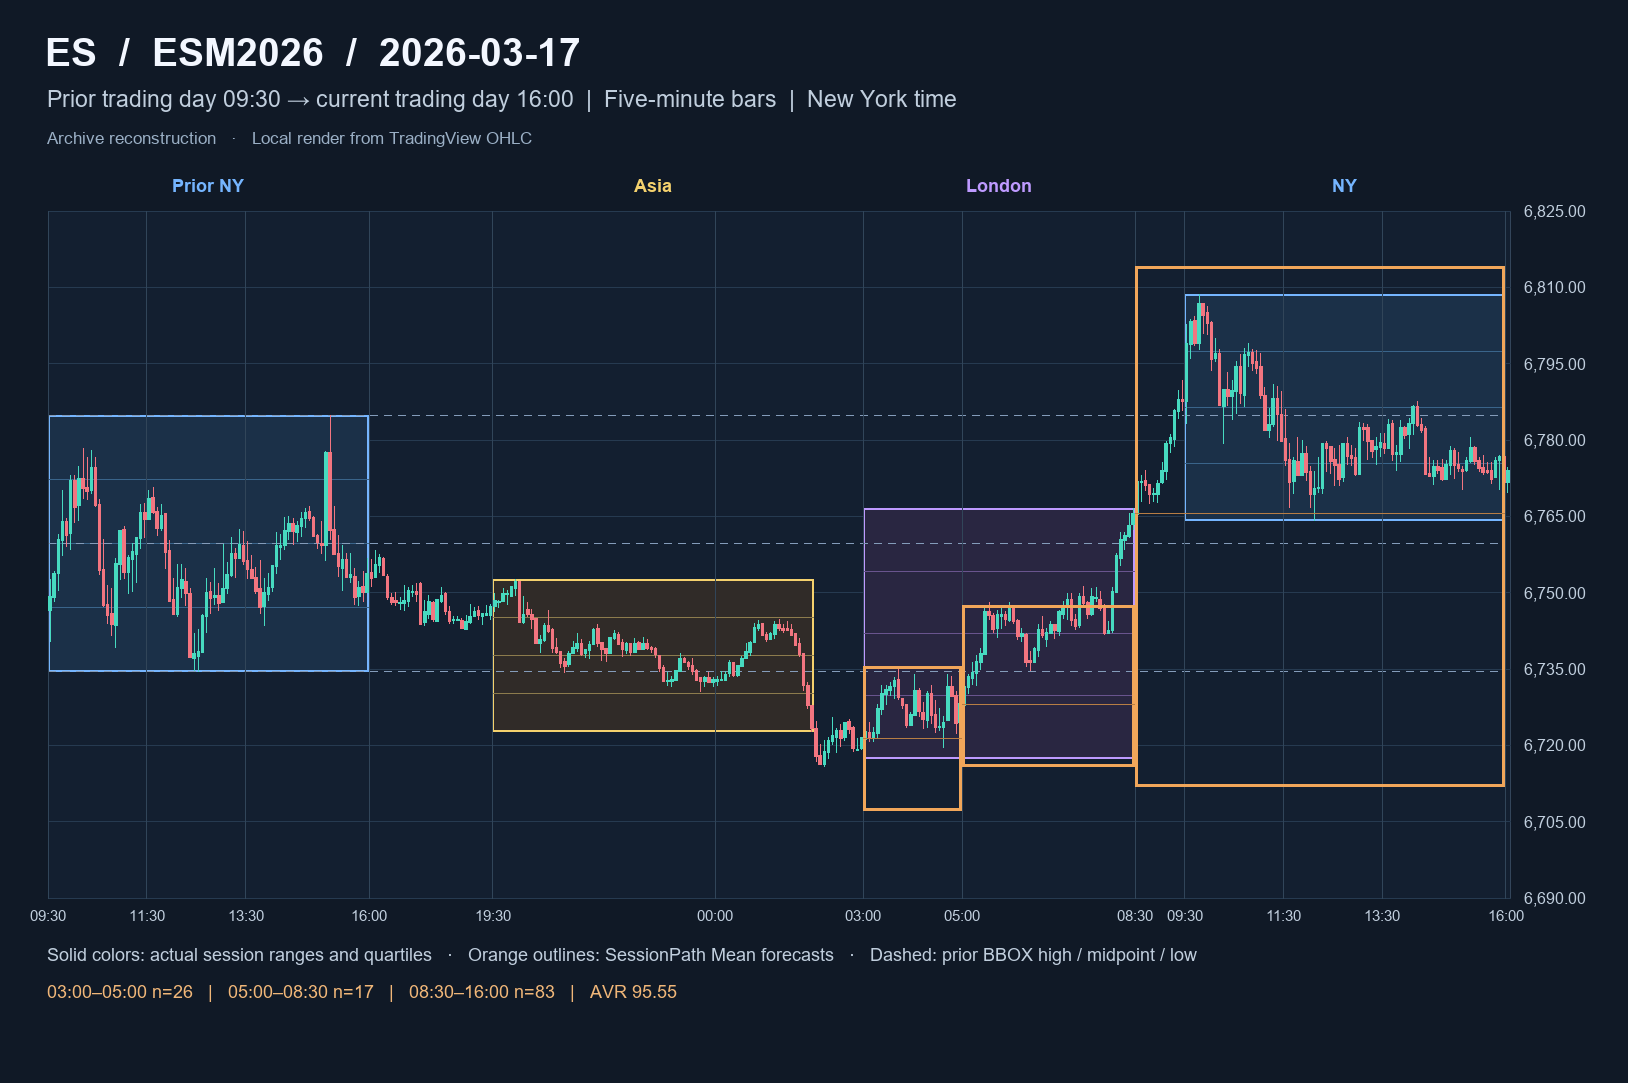 ES / ESM2026 / 2026-03-17
Prior trading day 09:30 → current trading day 16:00 | Five-minute bars | New York time
Archive reconstruction · Local render from TradingView OHLC
Prior NY Asia London NY
6,825.00
6,810.00
6,795.00
6,780.00
6,765.00
6,750.00
6,735.00
6,720.00
6,705.00
6,690.00
09:30 11:30 13:30 16:00 19:30 00:00 03:00 05:00 08:30 09:30 11:30 13:30 16:00
Solid colors: actual session ranges and quartiles · Orange outlines: SessionPath Mean forecasts · Dashed: prior BBOX high / midpoint / low
03:00–05:00 n=26 | 05:00–08:30 n=17 | 08:30–16:00 n=83 | AVR 95.55